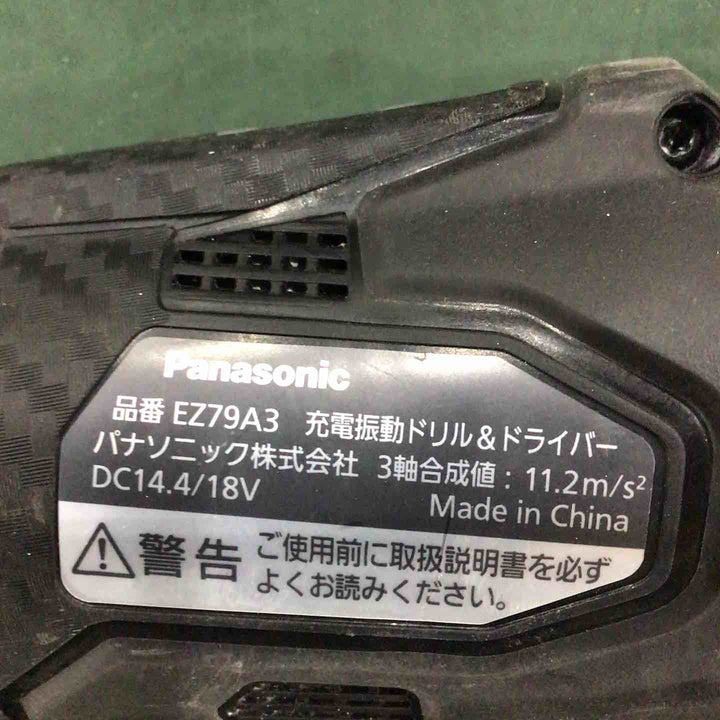 Panasonic
品番 EZ79A3 充電振動ドリル&ドライバー
パナソニック株式会社 3軸合成値:11.2m/s²
DC14.4/18V Made in China
警告 ご使用前に取扱説明書を必ず
よくお読みください。